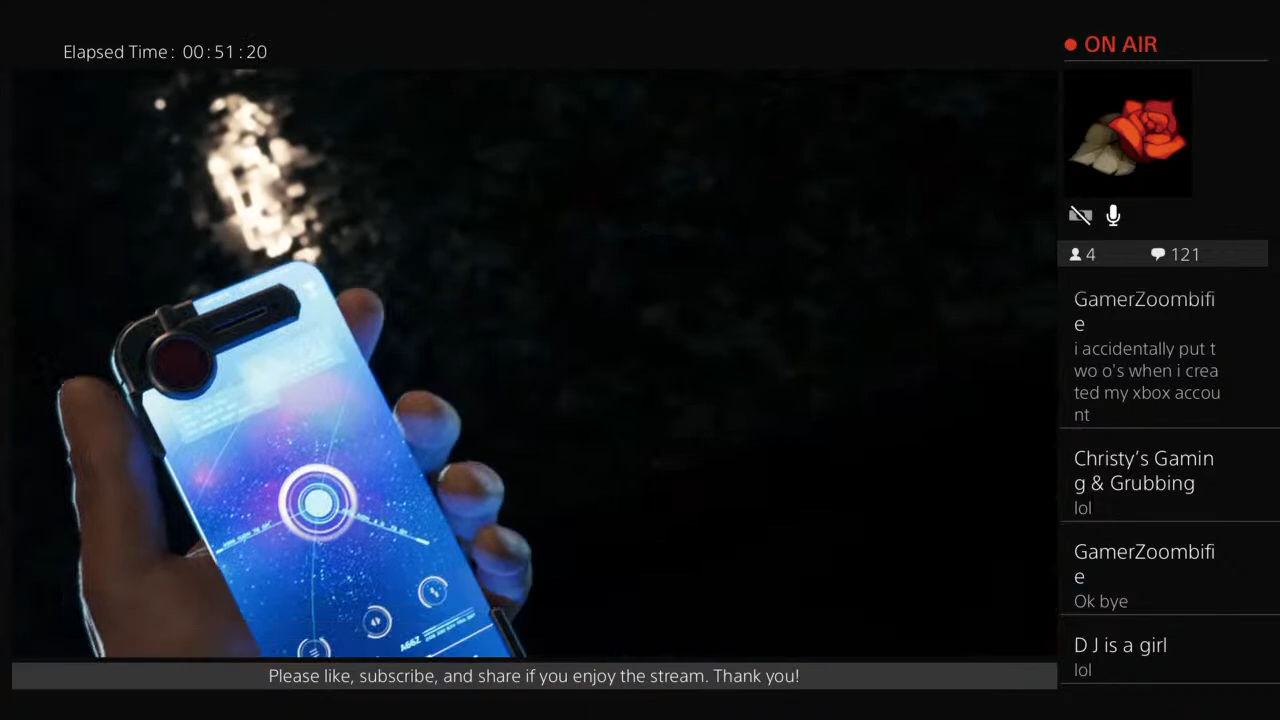 Elapsed Time: 00:51:20
ON AIR
4
121
GamerZoombifi
e
i accidentally put t
wo o's when i crea
ted my xbox accou
nt
Christy's Gamin
g & Grubbing
lol
GamerZoombifi
e
Ok bye
D J is a girl
lol
A66Z
Please like, subscribe, and share if you enjoy the stream. Thank you!